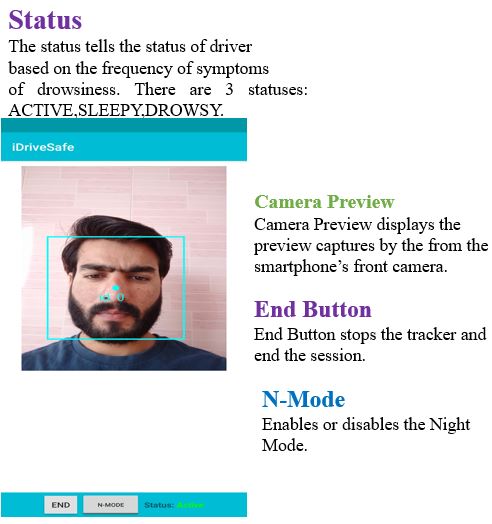 Status
The status tells the status of driver
based on the frequency of symptoms
of drowsiness. There are 3 statuses:
ACTIVE,SLEEPY,DROWSY.
iDriveSafe
id: 0
Camera Preview
Camera Preview displays the
preview captures by the from the
smartphone’s front camera.
End Button
End Button stops the tracker and
end the session.
N-Mode
Enables or disables the Night
Mode.
END N-MODE Status: Active